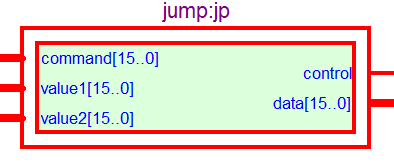 jump:jp
command[15..0]
value1[15..0]
value2[15..0]
control
data[15..0]